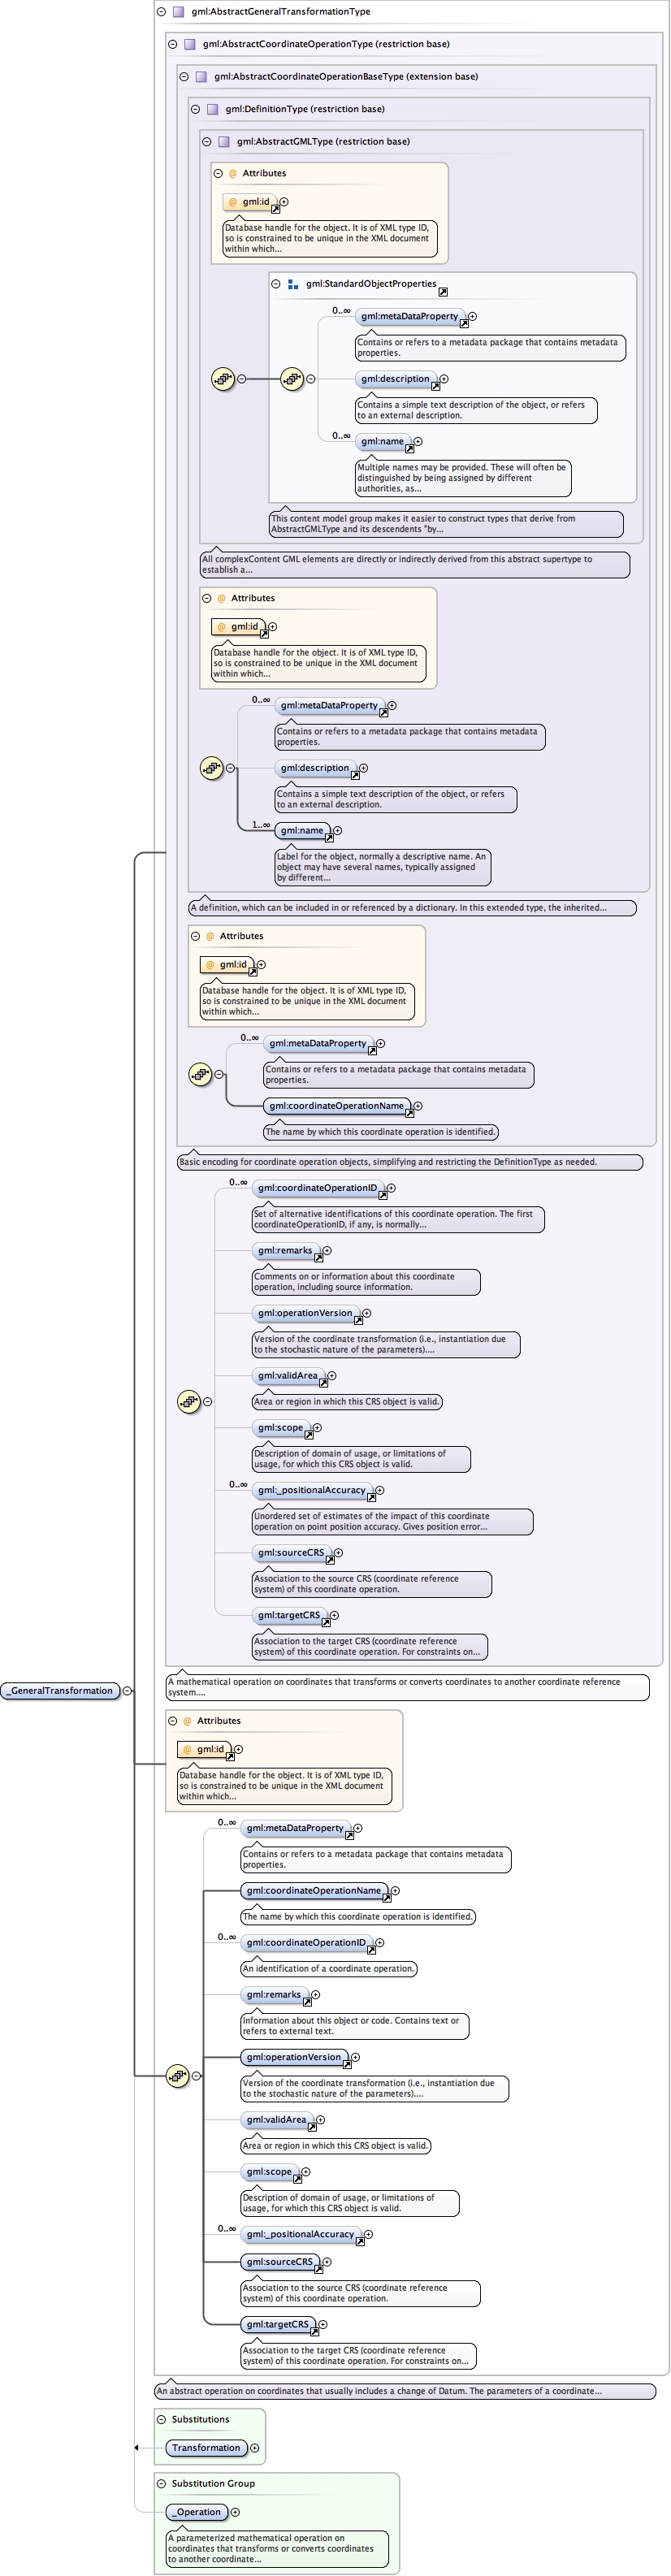 gml:AbstractGeneralTransformationType
gml:AbstractCoordinateOperationType (restriction base)
gml:AbstractCoordinateOperationBaseType (extension base)
gml:DefinitionType (restriction base)
gml:AbstractGMLType (restriction base)
@ Attributes
@ gml:id
Database handle for the object. It is of XML type ID,
so is constrained to be unique in the XML document
within which...
gml:StandardObjectProperties
0..∞
gml:metaDataProperty
Contains or refers to a metadata package that contains metadata
properties.
gml:description
Contains a simple text description of the object, or refers
to an external description.
0..∞
gml:name
Multiple names may be provided. These will often be
distinguished by being assigned by different
authorities, as...
This content model group makes it easier to construct types that derive from
AbstractGMLType and its descendents "by...
All complexContent GML elements are directly or indirectly derived from this abstract supertype to
establish a...
@ Attributes
@ gml:id
Database handle for the object. It is of XML type ID,
so is constrained to be unique in the XML document
within which...
0..∞
gml:metaDataProperty
Contains or refers to a metadata package that contains metadata
properties.
gml:description
Contains a simple text description of the object, or refers
to an external description.
1..∞
gml:name
Label for the object, normally a descriptive name. An
object may have several names, typically assigned
by different...
A definition, which can be included in or referenced by a dictionary. In this extended type, the inherited...
@ Attributes
@ gml:id
Database handle for the object. It is of XML type ID,
so is constrained to be unique in the XML document
within which...
0..∞
gml:metaDataProperty
Contains or refers to a metadata package that contains metadata
properties.
gml:coordinateOperationName
The name by which this coordinate operation is identified.
Basic encoding for coordinate operation objects, simplifying and restricting the DefinitionType as needed.
0..∞
gml:coordinateOperationID
Set of alternative identifications of this coordinate operation. The first
coordinateOperationID, if any, is normally...
gml:remarks
Comments on or information about this coordinate
operation, including source information.
gml:operationVersion
Version of the coordinate transformation (i.e., instantiation due
to the stochastic nature of the parameters)....
gml:validArea
Area or region in which this CRS object is valid.
gml:scope
Description of domain of usage, or limitations of
usage, for which this CRS object is valid.
0..∞
gml:_positionalAccuracy
Unordered set of estimates of the impact of this coordinate
operation on point position accuracy. Gives position error...
gml:sourceCRS
Association to the source CRS (coordinate reference
system) of this coordinate operation.
gml:targetCRS
Association to the target CRS (coordinate reference
system) of this coordinate operation. For constraints on...
_GeneralTransformation
A mathematical operation on coordinates that transforms or converts coordinates to another coordinate reference
system....
@ Attributes
@ gml:id
Database handle for the object. It is of XML type ID,
so is constrained to be unique in the XML document
within which...
0..∞
gml:metaDataProperty
Contains or refers to a metadata package that contains metadata
properties.
gml:coordinateOperationName
The name by which this coordinate operation is identified.
0..∞
gml:coordinateOperationID
An identification of a coordinate operation.
gml:remarks
Information about this object or code. Contains text or
refers to external text.
gml:operationVersion
Version of the coordinate transformation (i.e., instantiation due
to the stochastic nature of the parameters)....
gml:validArea
Area or region in which this CRS object is valid.
gml:scope
Description of domain of usage, or limitations of
usage, for which this CRS object is valid.
0..∞
gml:_positionalAccuracy
gml:sourceCRS
Association to the source CRS (coordinate reference
system) of this coordinate operation.
gml:targetCRS
Association to the target CRS (coordinate reference
system) of this coordinate operation. For constraints on...
An abstract operation on coordinates that usually includes a change of Datum. The parameters of a coordinate...
Substitutions
Transformation
Substitution Group
_Operation
A parameterized mathematical operation on
coordinates that transforms or converts coordinates
to another coordinate...